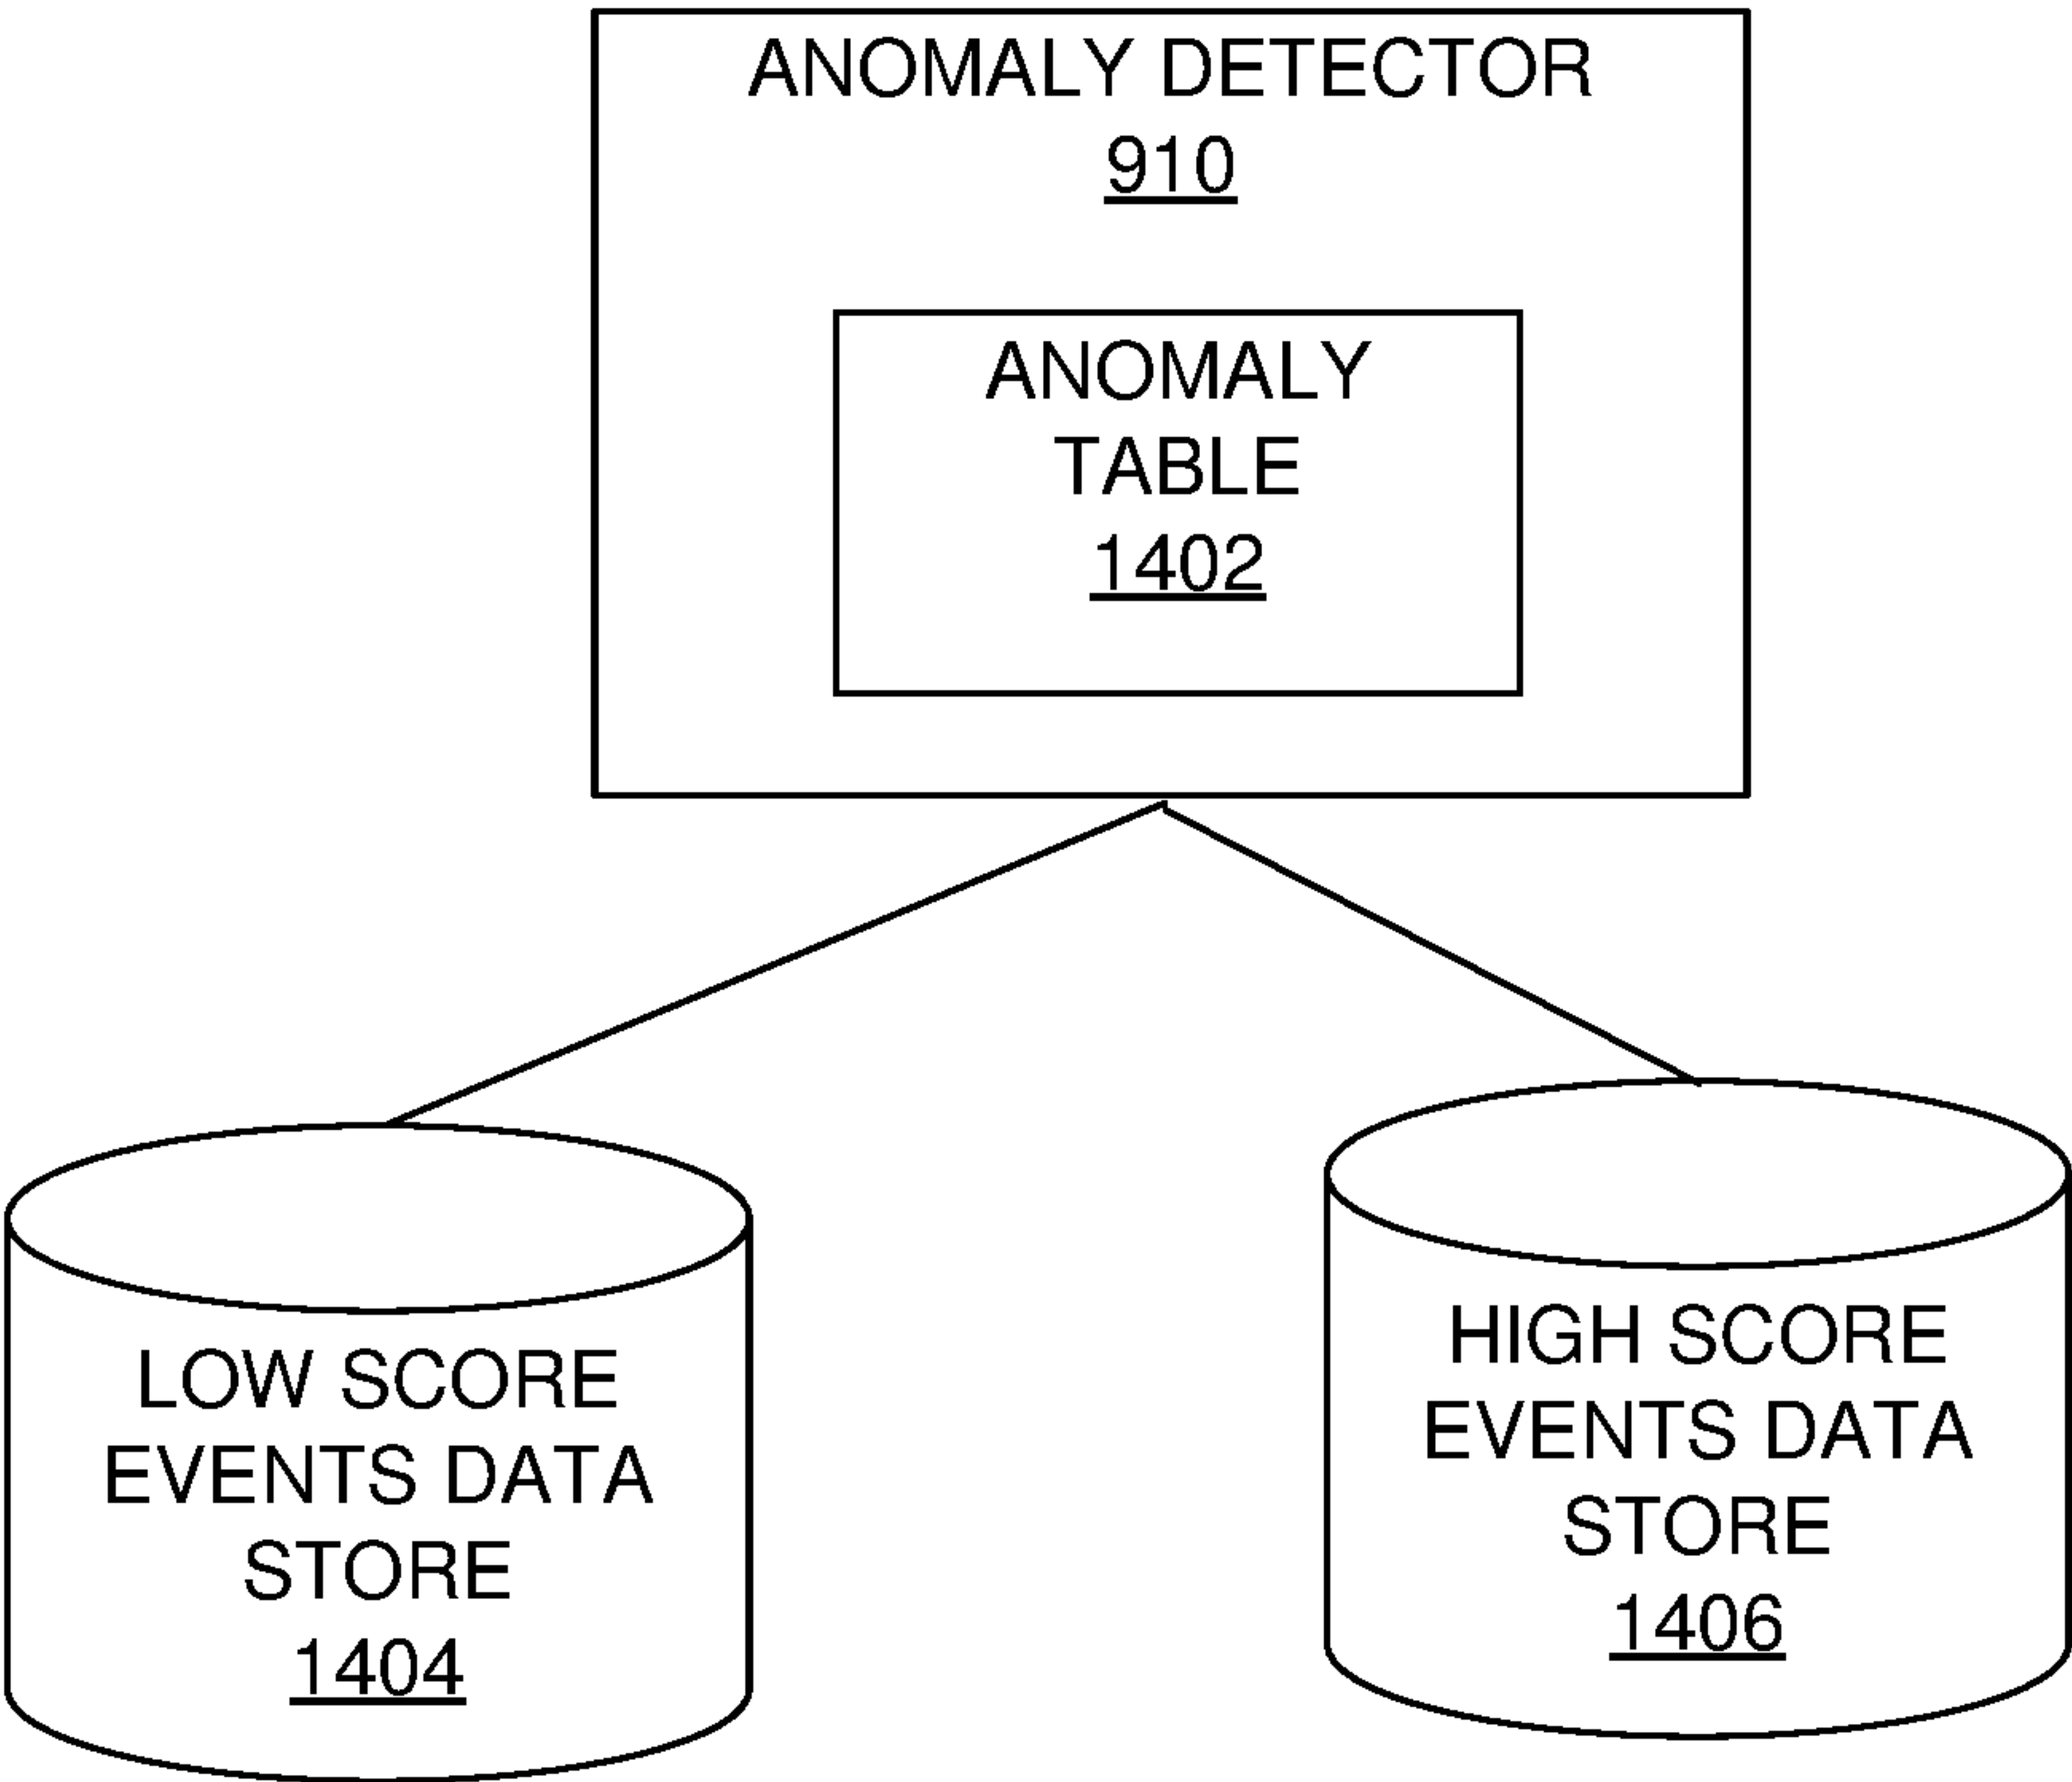 ANOMALY DETECTOR
910
ANOMALY
TABLE
1402
LOW SCORE
EVENTS DATA
STORE
1404
HIGH SCORE
EVENTS DATA
STORE
1406